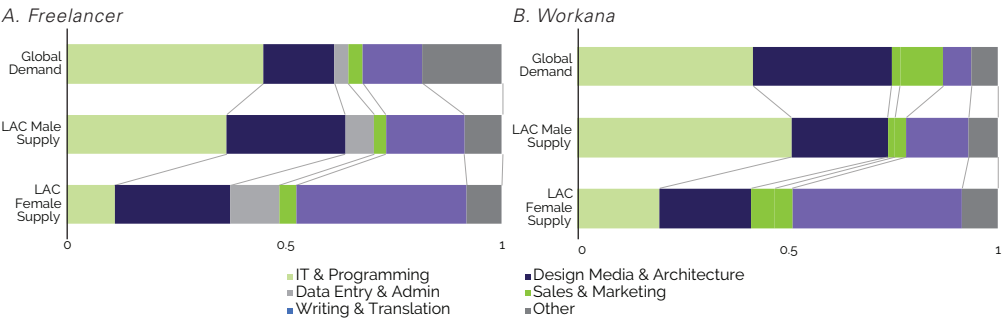 A. Freelancer
Global
Demand
LAC Male
Supply
LAC
Female
Supply
0
0.5
1
B. Workana
Global
Demand
LAC Male
Supply
LAC
Female
Supply
0
0.5
1
IT & Programming
Design Media & Architecture
Data Entry & Admin
Sales & Marketing
Writing & Translation
Other